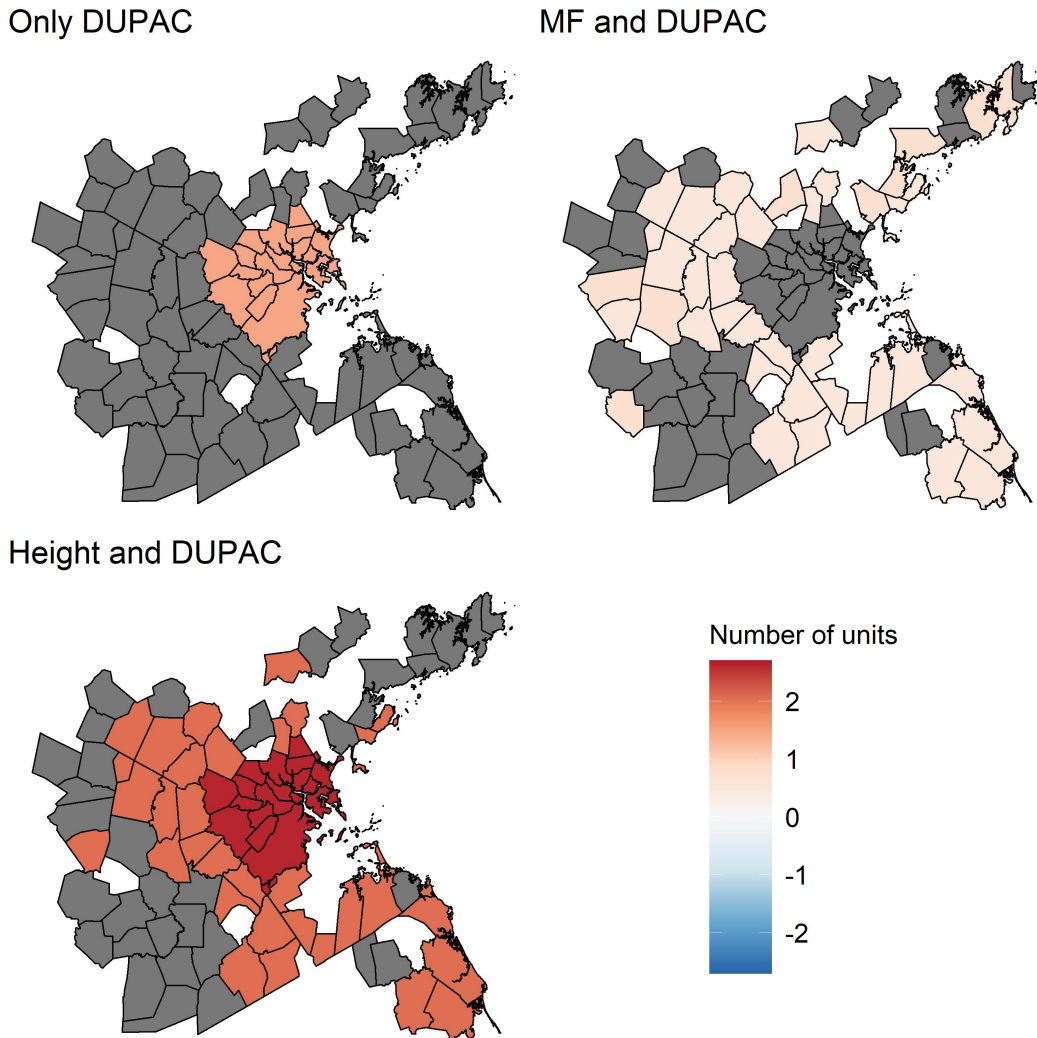 Only DUPAC
MF and DUPAC
Height and DUPAC
Number of units
2
1
0
-1
-2